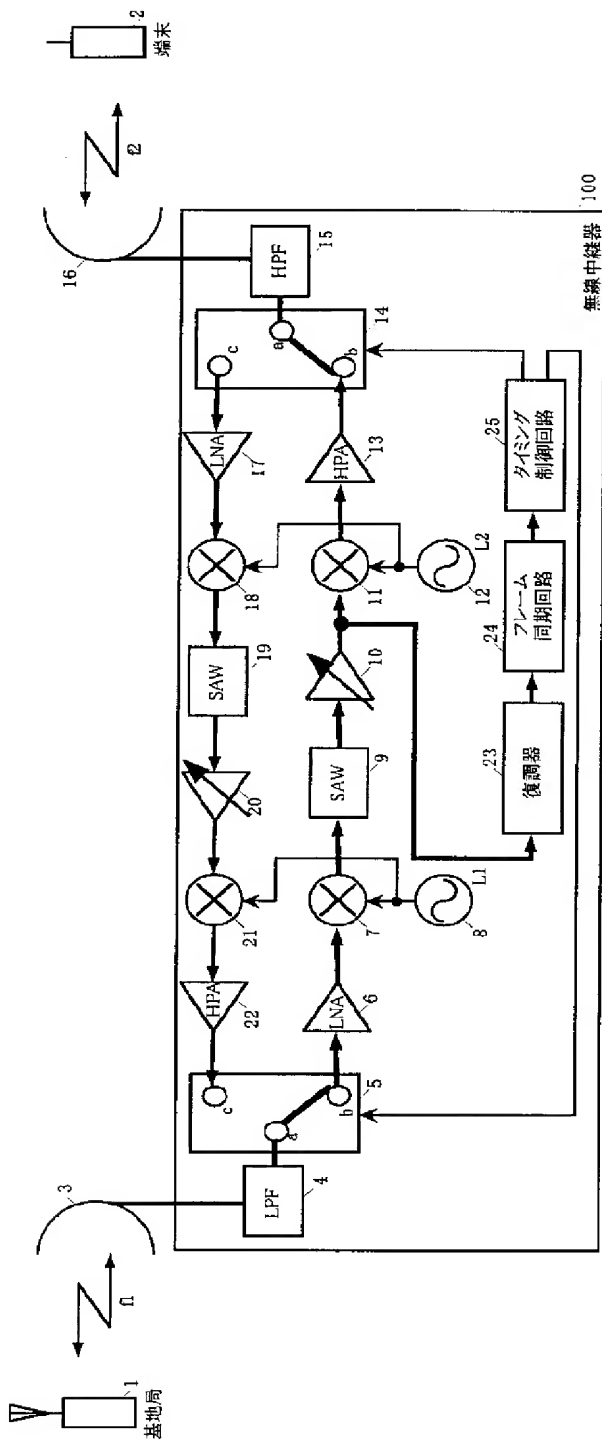 1
基地局
f1
3
LPF
4
a
b
c
5
LNA
6
7
8
L1
SAW
9
10
11
12
L2
HPA
13
a
b
c
14
HPF
15
16
f2
2
端末
LNA
17
18
SAW
19
20
21
HPA
22
復調器
23
フレーム
同期回路
24
タイミング
制御回路
25
無線中継器
100